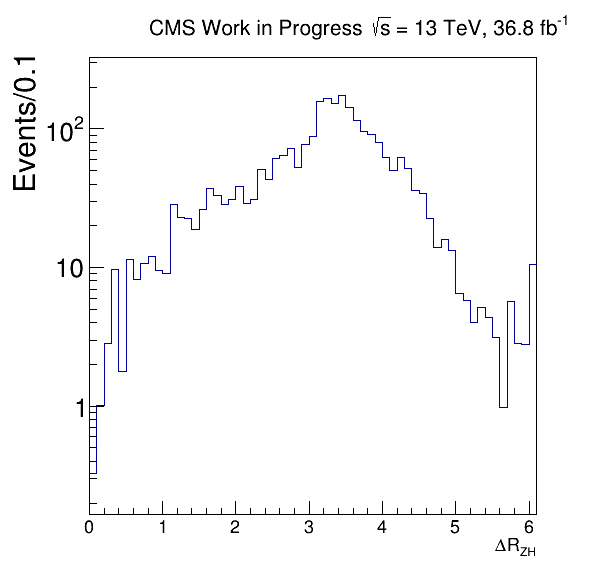 CMS Work in Progress √s = 13 TeV, 36.8 fb⁻¹
Events/0.1
10²
10
1
0 1 2 3 4 5 6
ΔR_ZH